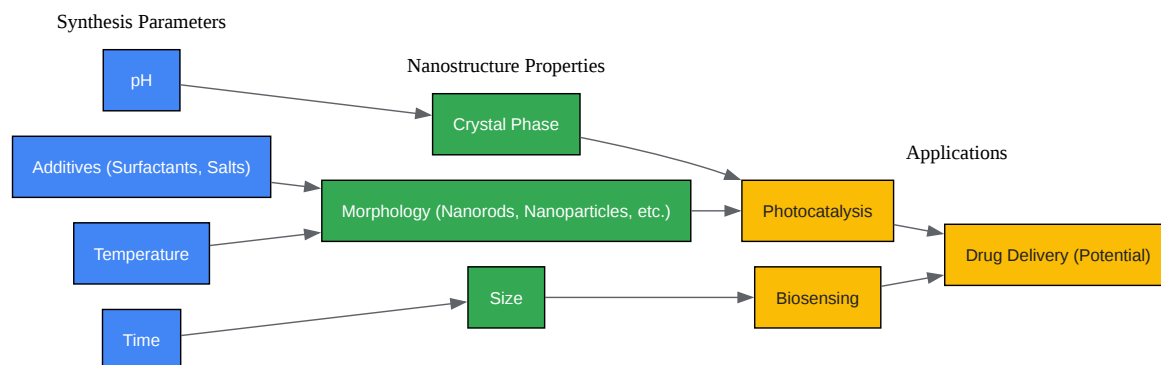 Synthesis Parameters
pH
Additives (Surfactants, Salts)
Temperature
Time
Nanostructure Properties
Crystal Phase
Morphology (Nanorods, Nanoparticles, etc.)
Size
Applications
Photocatalysis
Biosensing
Drug Delivery (Potential)